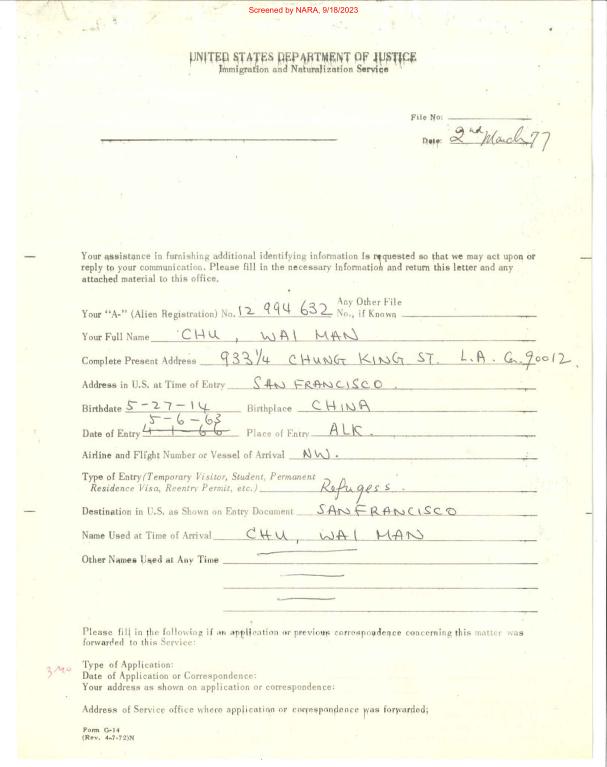 Screened by NARA, 9/18/2023
UNITED STATES DEPARTMENT OF JUSTICE
Immigration and Naturalization Service
File No:
Date: 2nd March 77
Your assistance in furnishing additional identifying information is requested so that we may act upon or
reply to your communication. Please fill in the necessary information and return this letter and any
attached material to this office.
Your "A-" (Alien Registration) No. 12 994 632 Any Other File No., if Known
Your Full Name CHU, WAI MAN
Complete Present Address 933 1/4 CHUNG KING ST. L.A. Ca. 90012.
Address in U.S. at Time of Entry SAN FRANCISCO.
Birthdate 5-27-14 Birthplace CHINA
5-6-63
Date of Entry 4-1-66 Place of Entry ALK.
Airline and Flight Number or Vessel of Arrival NW.
Type of Entry (Temporary Visitor, Student, Permanent
Residence Visa, Reentry Permit, etc.) Refugess.
Destination in U.S. as Shown on Entry Document SAN FRANCISCO
Name Used at Time of Arrival CHU, WAI MAN
Other Names Used at Any Time
Please fill in the following if an application or previous correspondence concerning this matter was
forwarded to this Service:
Type of Application:
Date of Application or Correspondence:
Your address as shown on application or correspondence:
Address of Service office where application or correspondence was forwarded;
Form G-14
(Rev. 4-7-72)N